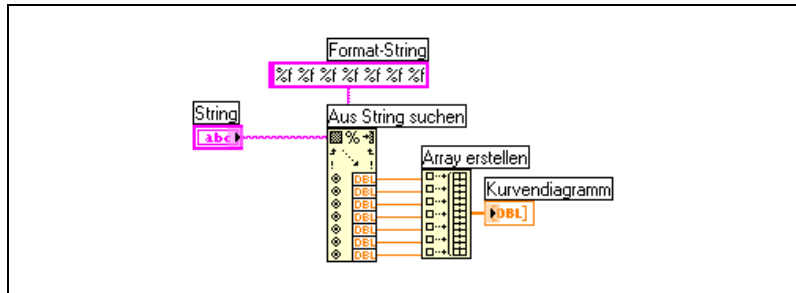 Format-String
%f %f %f %f %f %f %f
String
abc
Aus String suchen
%
Array erstellen
Kurvendiagramm
DBL
DBL
DBL
DBL
DBL
DBL
DBL
[DBL]